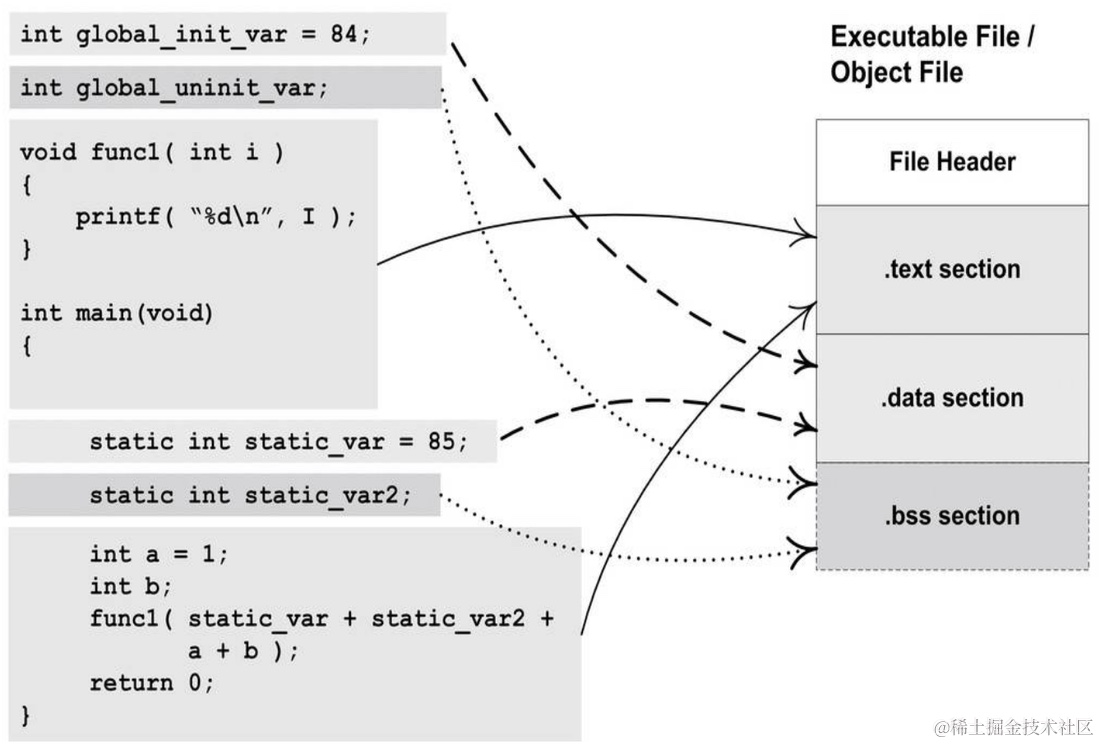 int global_init_var = 84;
int global_uninit_var;
void func1( int i )
{
    printf( “%d\n”, I );
}
int main(void)
{
    static int static_var = 85;
    static int static_var2;
    int a = 1;
    int b;
    func1( static_var + static_var2 +
           a + b );
    return 0;
}
Executable File /
Object File
File Header
.text section
.data section
.bss section
@稀土掘金技术社区